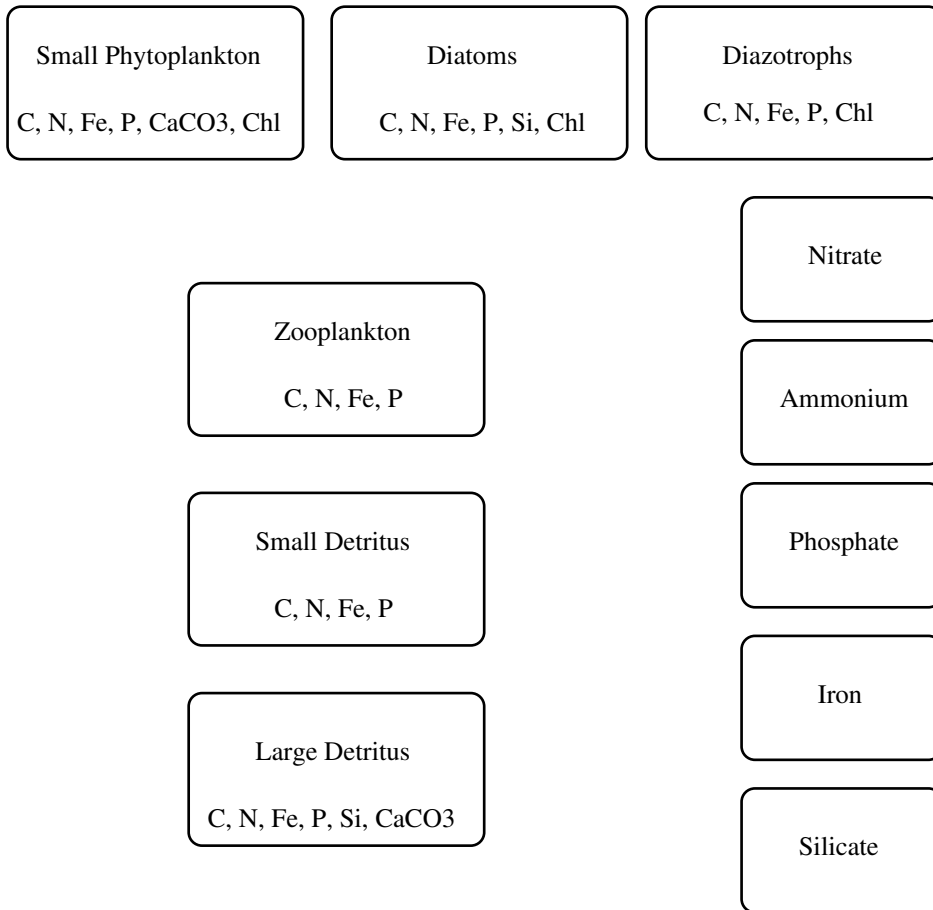 Small Phytoplankton
C, N, Fe, P, CaCO3, Chl
Diatoms
C, N, Fe, P, Si, Chl
Diazotrophs
C, N, Fe, P, Chl
Nitrate
Zooplankton
C, N, Fe, P
Ammonium
Small Detritus
C, N, Fe, P
Phosphate
Iron
Large Detritus
C, N, Fe, P, Si, CaCO3
Silicate